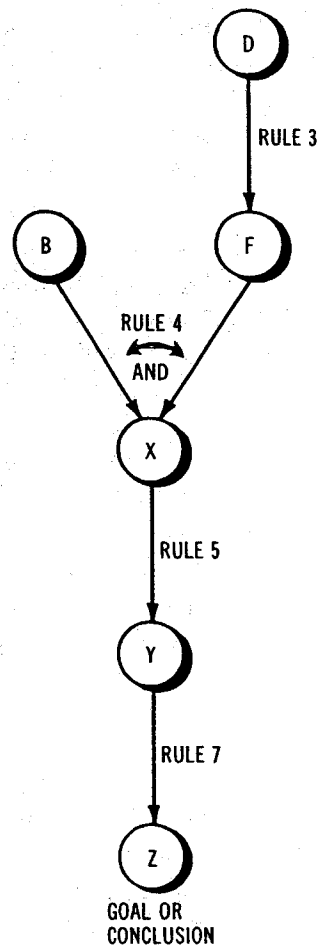 D
RULE 3
B
F
RULE 4
AND
X
RULE 5
Y
RULE 7
Z
GOAL OR
CONCLUSION